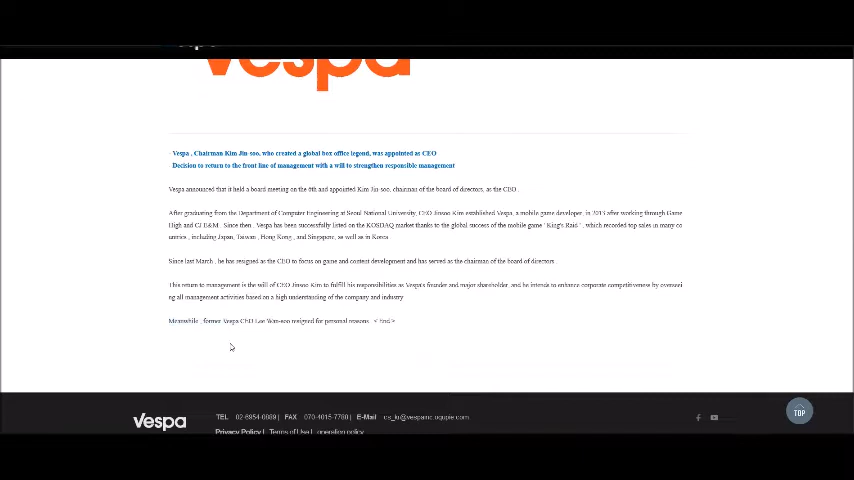 vespa
Vespa , Chairman Kim Jin-soo, who created a global box office legend, was appointed as CEO
Decision to return to the front line of management with a will to strengthen responsible management
Vespa announced that it held a board meeting on the 6th and appointed Kim Jin-soo, chairman of the board of directors, as the CEO .
After graduating from the Department of Computer Engineering at Seoul National University, CEO Jinsoo Kim established Vespa, a mobile game developer, in 2013 after working through Game
High and CJ E&M . Since then , Vespa has been successfully listed on the KOSDAQ market thanks to the global success of the mobile game " King's Raid" , which recorded top sales in many co
untries , including Japan, Taiwan , Hong Kong , and Singapore, as well as in Korea .
Since last March , he has resigned as the CEO to focus on game and content development and has served as the chairman of the board of directors .
This return to management is the will of CEO Jinsoo Kim to fulfill his responsibilities as Vespa's founder and major shareholder, and he intends to enhance corporate competitiveness by overseei
ng all management activities based on a high understanding of the company and industry.
Meanwhile , former Vespa CEO Lee Wan-soo resigned for personal reasons . < End >
vespa TEL 02-6954-0889 | FAX 070-4015-7780 | E-Mail cs_kr@vespainc.oqupie.com
Privacy Policy | Terms of Use | operation policy
TOP